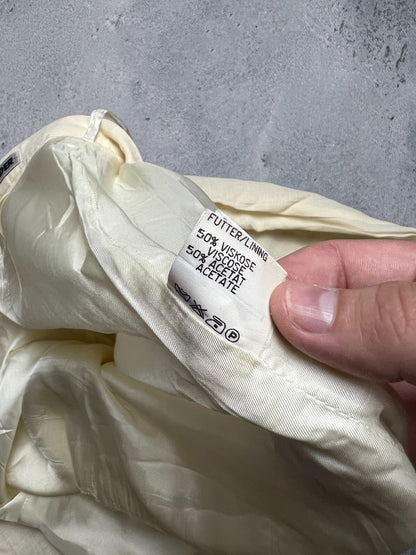 FUTTER/LINING
50% VISKOSE
VISCOSE
50% ACETAT
ACETATE
P